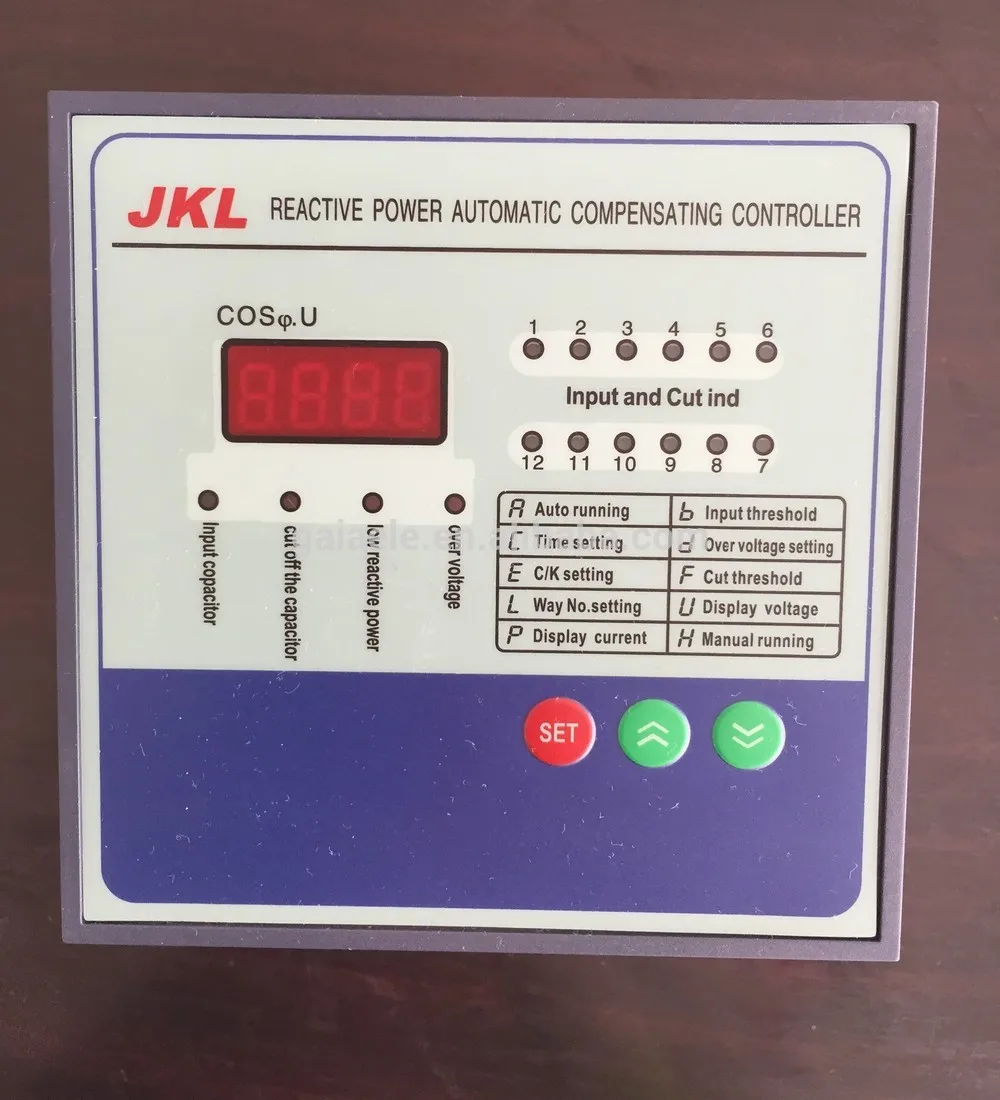 JKL REACTIVE POWER AUTOMATIC COMPENSATING CONTROLLER
COSφ.U
1 2 3 4 5 6
Input and Cut ind
12 11 10 9 8 7
Input copacitor
cut off the capacitor
low reactive power
over voltage
A Auto running
b Input threshold
C Time setting
d Over voltage setting
E C/K setting
F Cut threshold
L Way No.setting
U Display voltage
P Display current
H Manual running
SET